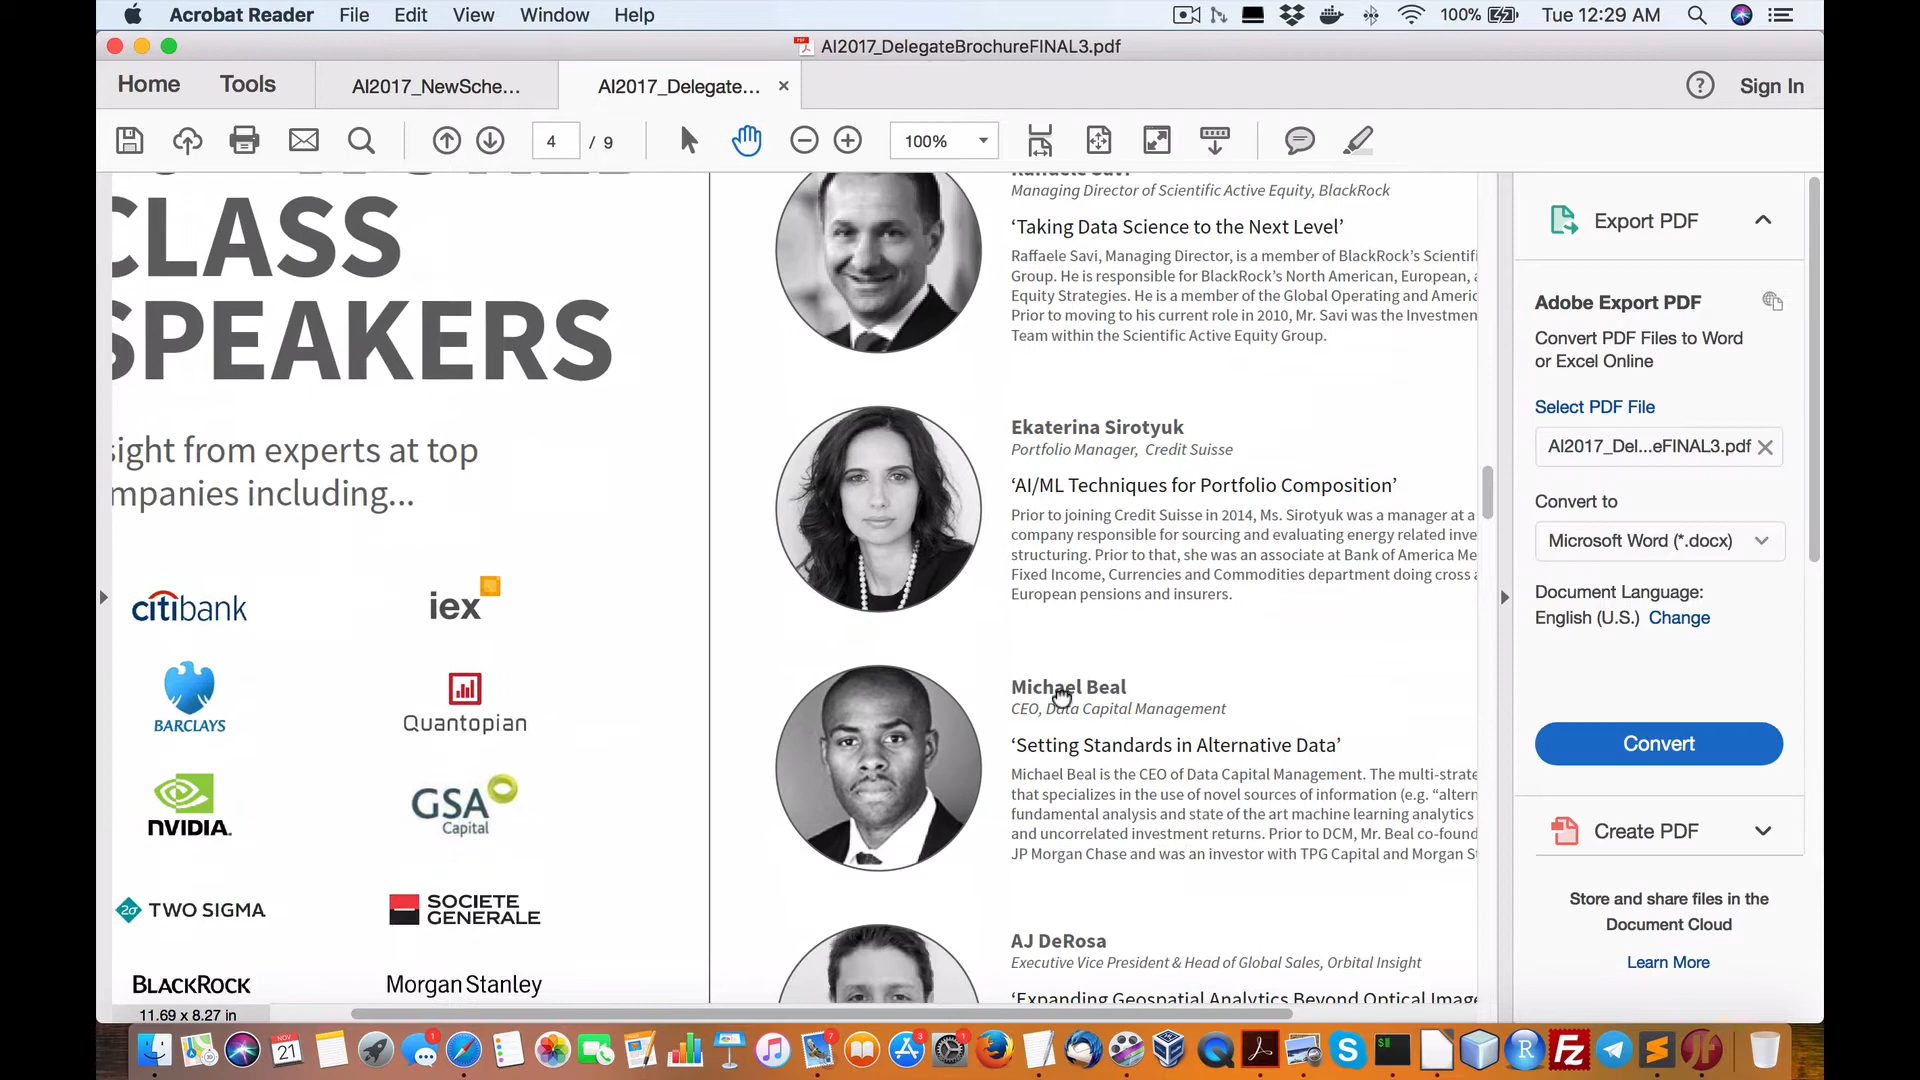 Acrobat Reader File Edit View Window Help
100% Tue 12:29 AM
AI2017_DelegateBrochureFINAL3.pdf
Home Tools AI2017_NewSche... AI2017_Delegate... Sign In
4 / 9 100%
CLASS
SPEAKERS
sight from experts at top
mpanies including...
citibank
iex
BARCLAYS
Quantopian
NVIDIA.
GSA
Capital
2σ TWO SIGMA
SOCIETE
GENERALE
BLACKROCK
Morgan Stanley
11.69 x 8.27 in
Raffaele Savi
Managing Director of Scientific Active Equity, BlackRock
‘Taking Data Science to the Next Level’
Raffaele Savi, Managing Director, is a member of BlackRock’s Scientifi
Group. He is responsible for BlackRock’s North American, European, a
Equity Strategies. He is a member of the Global Operating and Americ
Prior to moving to his current role in 2010, Mr. Savi was the Investmen
Team within the Scientific Active Equity Group.
Ekaterina Sirotyuk
Portfolio Manager, Credit Suisse
‘AI/ML Techniques for Portfolio Composition’
Prior to joining Credit Suisse in 2014, Ms. Sirotyuk was a manager at a
company responsible for sourcing and evaluating energy related inve
structuring. Prior to that, she was an associate at Bank of America Me
Fixed Income, Currencies and Commodities department doing cross a
European pensions and insurers.
Michael Beal
CEO, Data Capital Management
‘Setting Standards in Alternative Data’
Michael Beal is the CEO of Data Capital Management. The multi-strate
that specializes in the use of novel sources of information (e.g. “altern
fundamental analysis and state of the art machine learning analytics
and uncorrelated investment returns. Prior to DCM, Mr. Beal co-found
JP Morgan Chase and was an investor with TPG Capital and Morgan St
AJ DeRosa
Executive Vice President & Head of Global Sales, Orbital Insight
‘Expanding Geospatial Analytics Beyond Optical Image
Export PDF
Adobe Export PDF
Convert PDF Files to Word
or Excel Online
Select PDF File
AI2017_Del...eFINAL3.pdf
Convert to
Microsoft Word (*.docx)
Document Language:
English (U.S.) Change
Convert
Create PDF
Store and share files in the
Document Cloud
Learn More